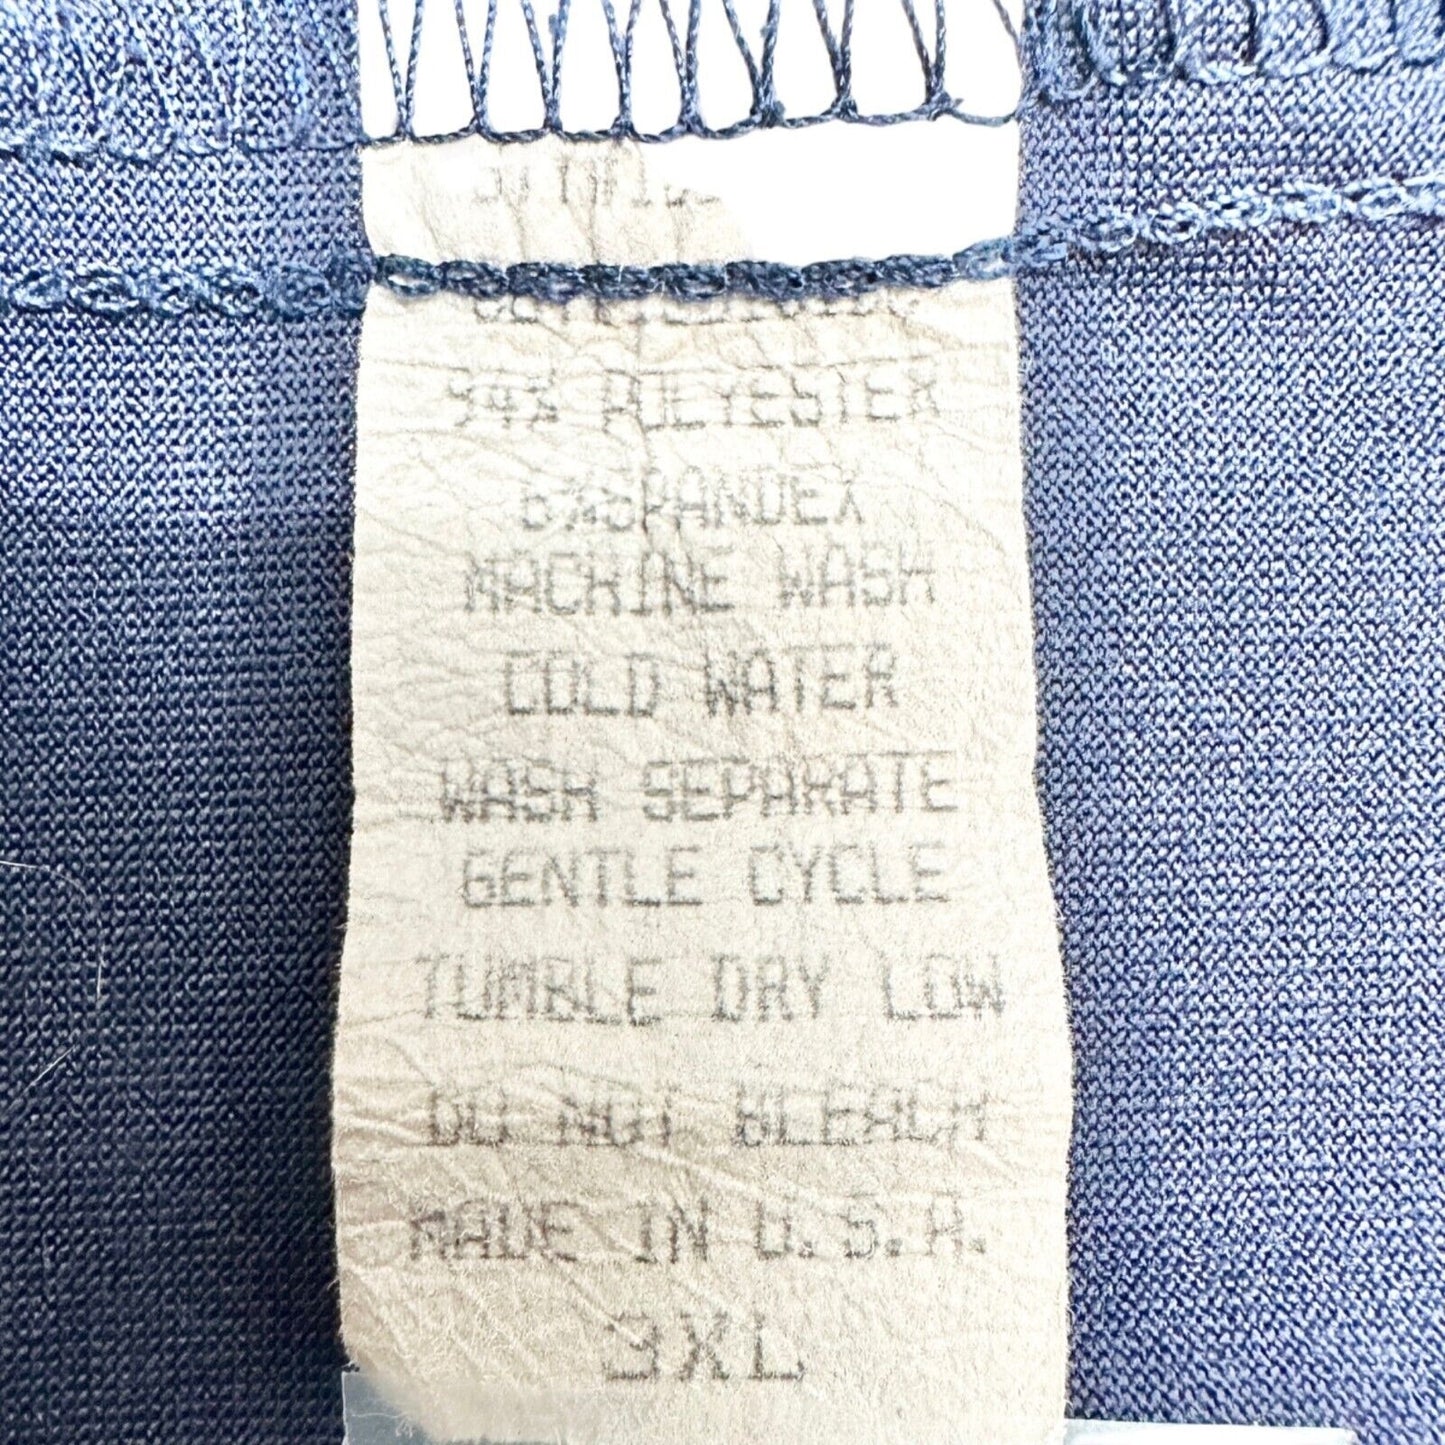 94% POLYESTER
6%SPANDEX
MACHINE WASH
COLD WATER
WASH SEPARATE
GENTLE CYCLE
TUMBLE DRY LOW
DO NOT BLEACH
MADE IN U.S.A.
3XL